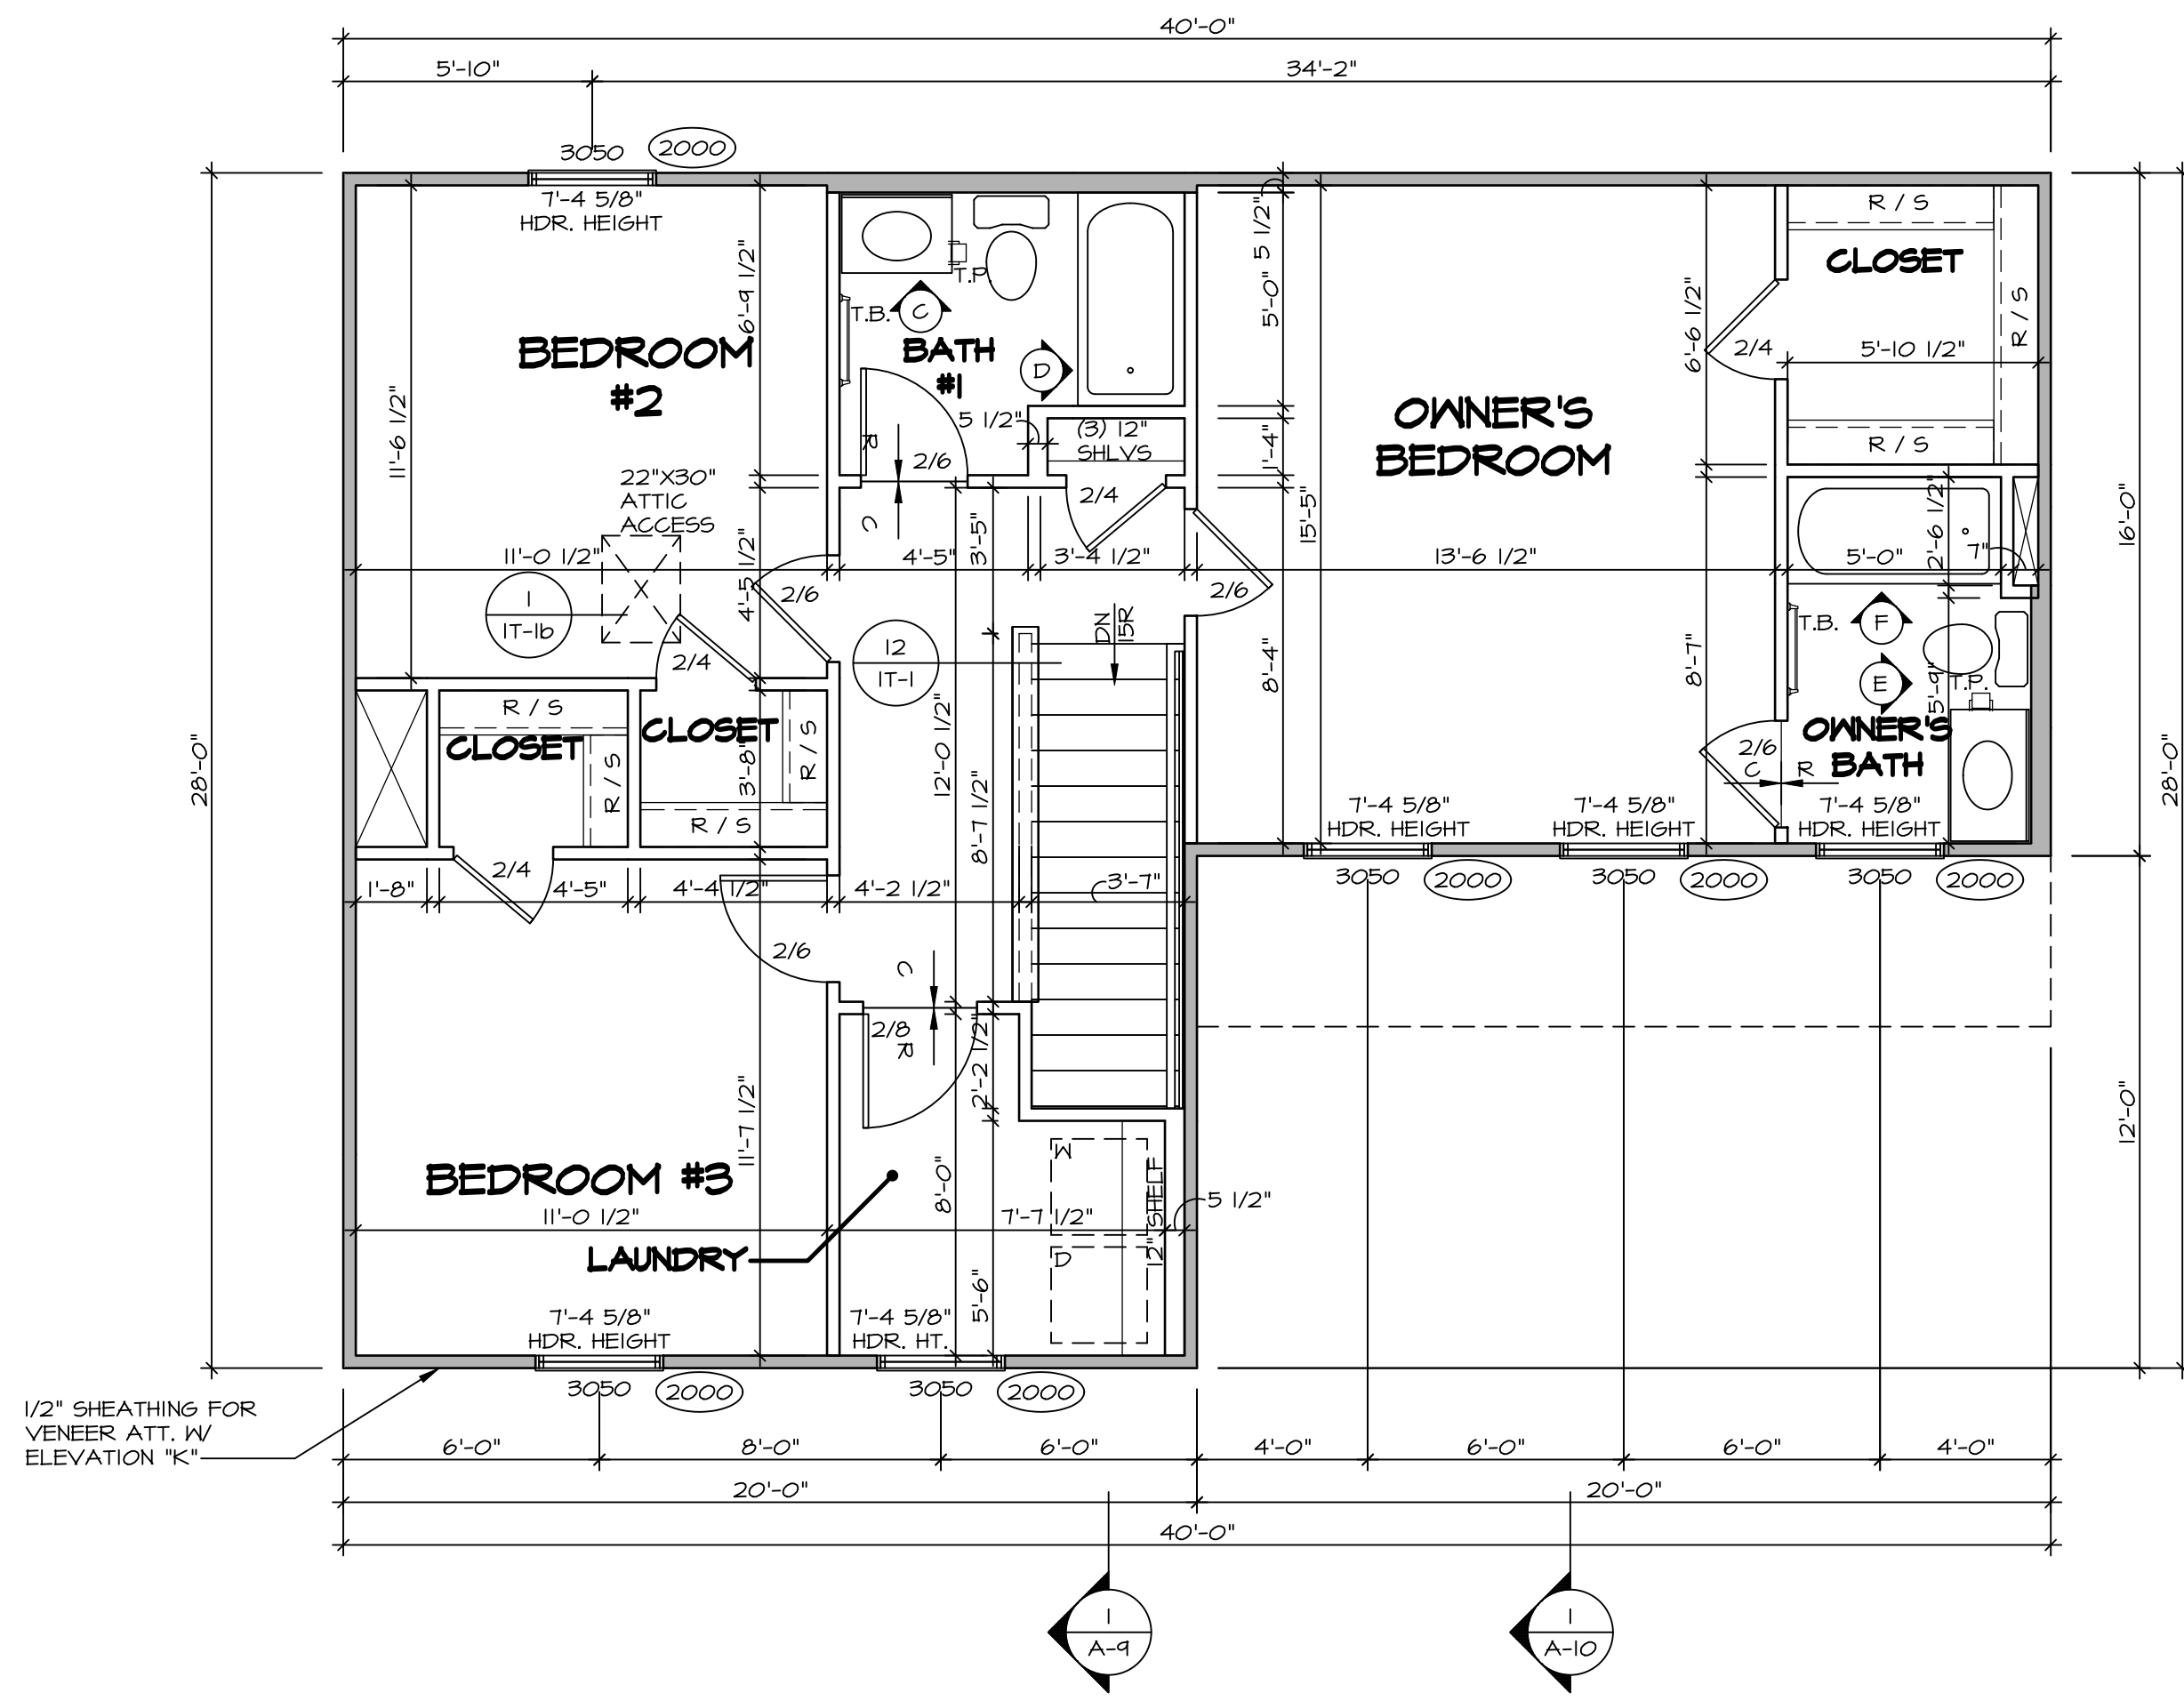 40'-0"
5'-10"
34'-2"
3050
2000
7'-4 5/8"
HDR. HEIGHT
R / S
CLOSET
R / S
T.P.
T.B.
C
BATH
#1
D
6'-9 1/2"
5 1/2"
5'-0"
6'-6 1/2"
2/4
5'-10 1/2"
BEDROOM
#2
11'-6 1/2"
OWNER'S
BEDROOM
5 1/2"
(3) 12"
SHLVS
1'-4"
R / S
R
2/6
C
2/4
22"X30"
ATTIC
ACCESS
3'-5"
15'-5"
16'-0"
11'-0 1/2"
4'-5 1/2"
4'-5"
3'-4 1/2"
13'-6 1/2"
5'-0"
2'-6 1/2"
7"
1
1T-1b
X
2/6
2/6
DN
15R
T.B.
F
12
1T-1
2/4
8'-4"
8'-7"
E
T.P.
5'-9"
R / S
CLOSET
R / S
CLOSET
R / S
3'-8"
R / S
12'-0 1/2"
8'-7 1/2"
28'-0"
28'-0"
OWNER'S
BATH
2/6
C
R
7'-4 5/8"
HDR. HEIGHT
7'-4 5/8"
HDR. HEIGHT
7'-4 5/8"
HDR. HEIGHT
3050
2000
3050
2000
3050
2000
2/4
1'-8"
4'-5"
4'-4 1/2"
4'-2 1/2"
3'-7"
2/6
C
2/8
R
2'-2 1/2"
11'-7 1/2"
12'-0"
BEDROOM #3
W
12" SHELF
8'-0"
5 1/2"
11'-0 1/2"
7'-7 1/2"
LAUNDRY
D
5'-6"
7'-4 5/8"
HDR. HEIGHT
7'-4 5/8"
HDR. HT.
3050
2000
3050
2000
1/2" SHEATHING FOR
VENEER ATT. W/
ELEVATION "K"
6'-0"
8'-0"
6'-0"
4'-0"
6'-0"
6'-0"
4'-0"
20'-0"
20'-0"
40'-0"
1
A-9
1
A-10